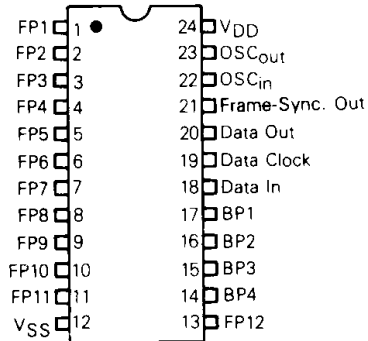 FP1 1 24 VDD
FP2 2 23 OSCout
FP3 3 22 OSCin
FP4 4 21 Frame-Sync. Out
FP5 5 20 Data Out
FP6 6 19 Data Clock
FP7 7 18 Data In
FP8 8 17 BP1
FP9 9 16 BP2
FP10 10 15 BP3
FP11 11 14 BP4
VSS 12 13 FP12